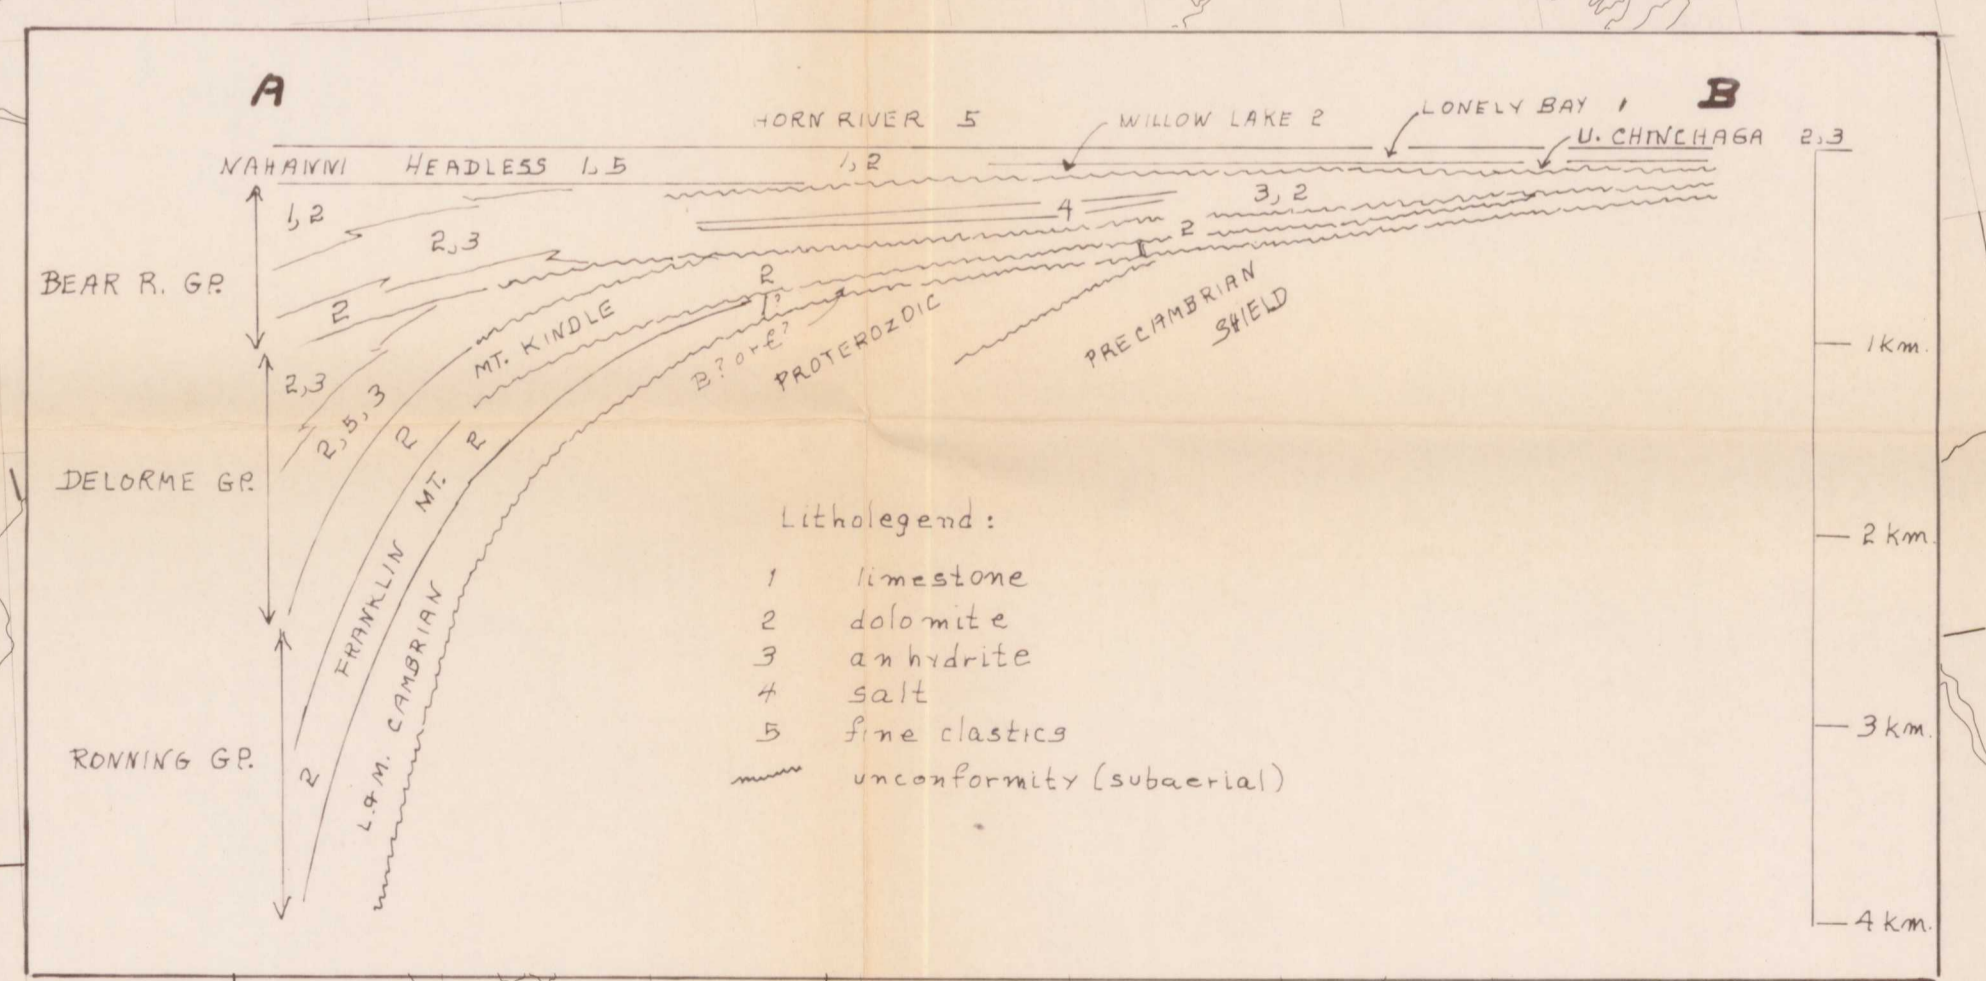 A
B
HORN RIVER 5
WILLOW LAKE 2
LONELY BAY 1
U. CHINCHAGA 2,3
NAHANNI HEADLESS 1,5
1,2
1,2
3,2
4
2,3
2
BEAR R. GP.
2
2
MT. KINDLE
PROTEROZOIC
PRECAMBRIAN
SHIELD
1 km.
2,3
2,5,3
2
2
DELORME GP.
FRANKLIN MT.
L.&M. CAMBRIAN
2 km.
Litholegend:
1 limestone
2 dolomite
3 anhydrite
4 salt
5 fine clastics
unconformity (subaerial)
RONNING GP.
2
3 km.
4 km.